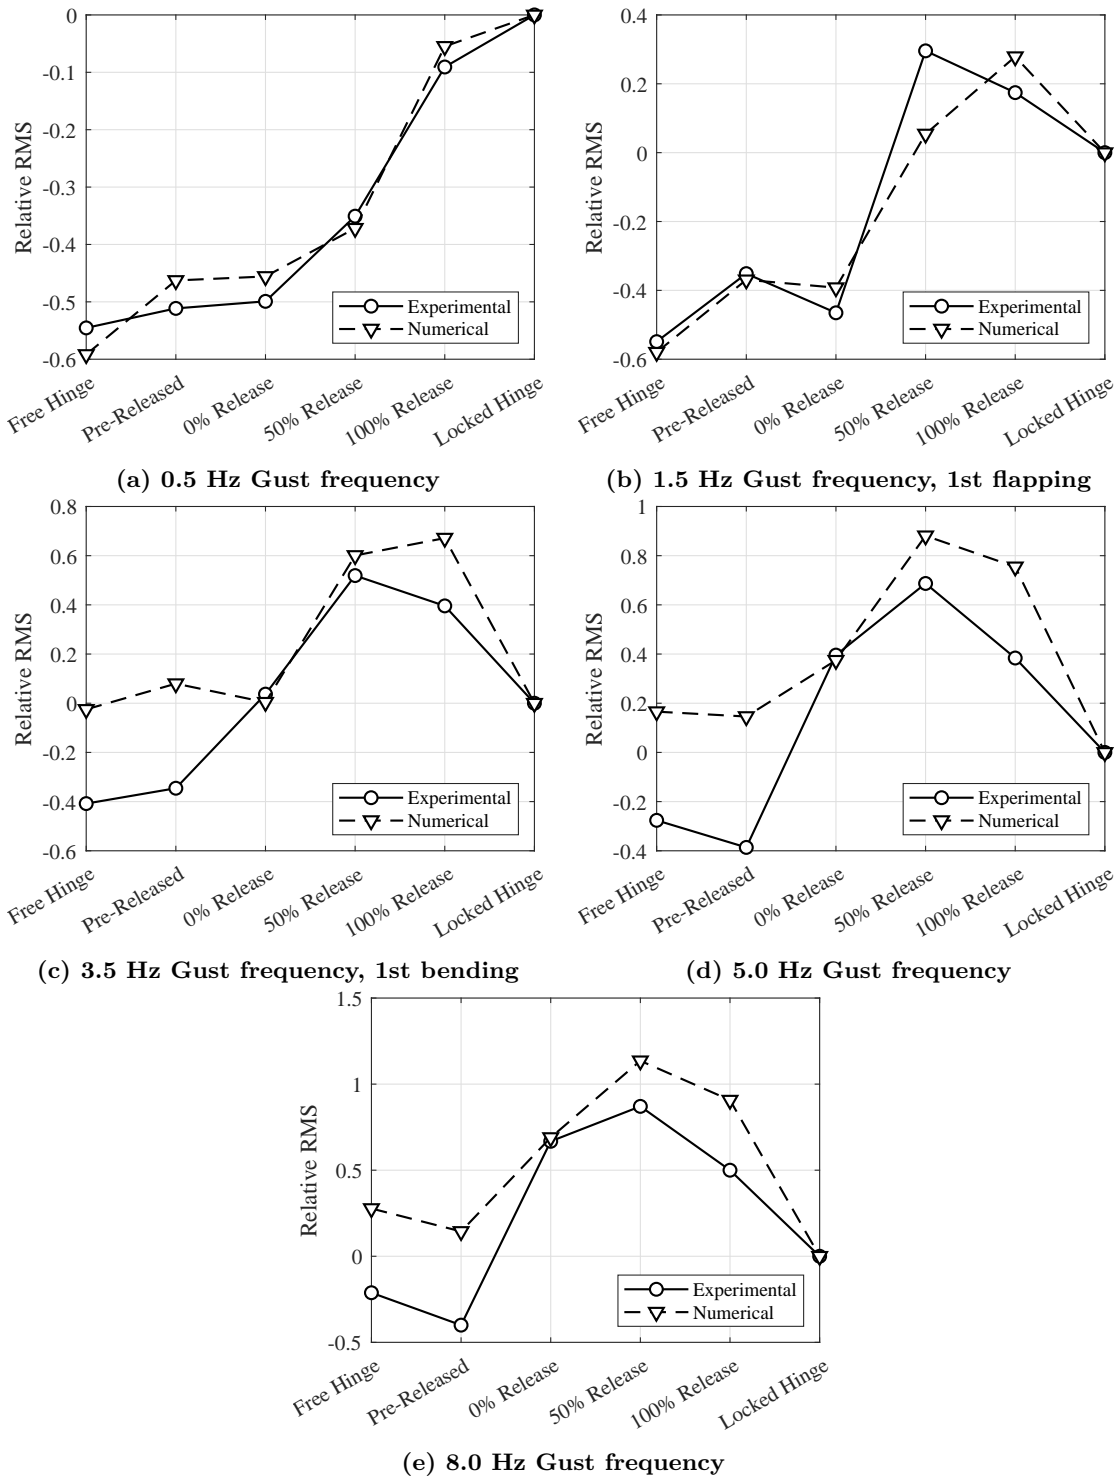 0
-0.1
-0.2
-0.3
-0.4
-0.5
-0.6
Relative RMS
Experimental
Numerical
Free Hinge
Pre-Released
0% Release
50% Release
100% Release
Locked Hinge
(a) 0.5 Hz Gust frequency
0.4
0.2
0
-0.2
-0.4
-0.6
Relative RMS
Experimental
Numerical
Free Hinge
Pre-Released
0% Release
50% Release
100% Release
Locked Hinge
(b) 1.5 Hz Gust frequency, 1st flapping
0.8
0.6
0.4
0.2
0
-0.2
-0.4
-0.6
Relative RMS
Experimental
Numerical
Free Hinge
Pre-Released
0% Release
50% Release
100% Release
Locked Hinge
(c) 3.5 Hz Gust frequency, 1st bending
1
0.8
0.6
0.4
0.2
0
-0.2
-0.4
Relative RMS
Experimental
Numerical
Free Hinge
Pre-Released
0% Release
50% Release
100% Release
Locked Hinge
(d) 5.0 Hz Gust frequency
1.5
1
0.5
0
-0.5
Relative RMS
Experimental
Numerical
Free Hinge
Pre-Released
0% Release
50% Release
100% Release
Locked Hinge
(e) 8.0 Hz Gust frequency